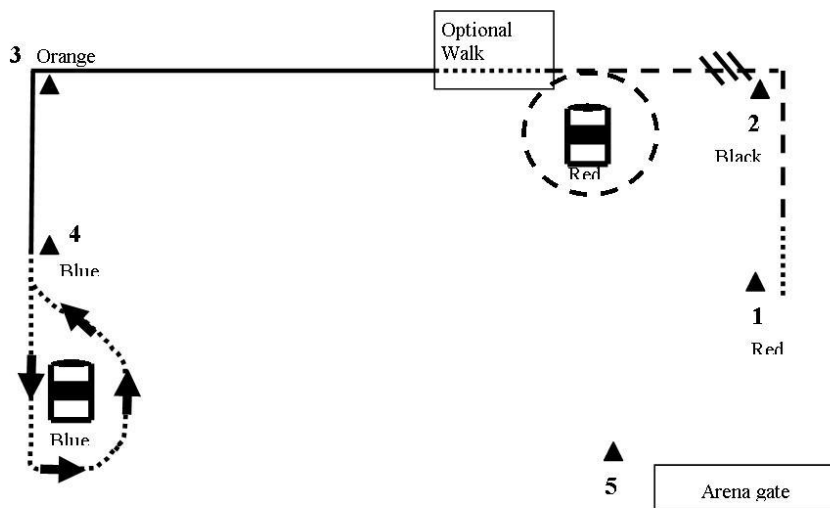 3 Orange
Optional
Walk
2
Black
Red
4
Blue
1
Red
Blue
5
Arena gate